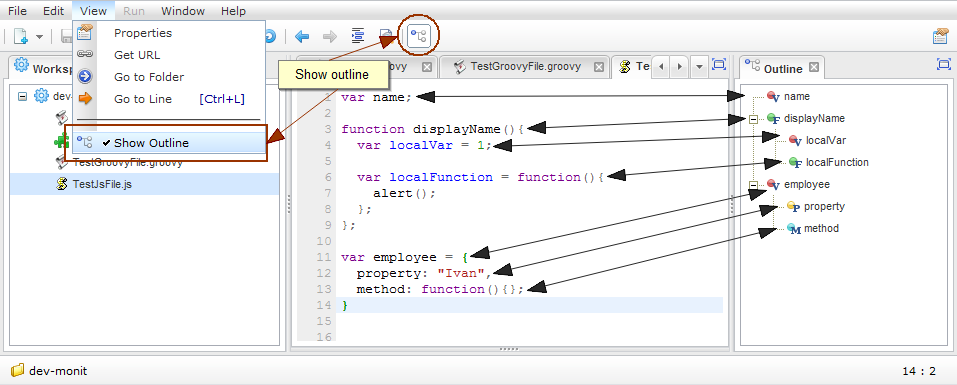 File Edit View Run Window Help
Properties
Get URL
Go to Folder
Go to Line [Ctrl+L]
✔ Show Outline
Show outline
Worksp
dev-
TestGroovyFile.groovy
TestJsFile.js
ovy
TestGroovyFile.groovy
Te
1 var name;
2
3 function displayName(){
4 var localVar = 1;
5
6 var localFunction = function(){
7 alert();
8 };
9 };
10
11 var employee = {
12 property: "Ivan",
13 method: function(){};
14 }
15
16
Outline
name
displayName
localVar
localFunction
employee
property
method
dev-monit
14 : 2